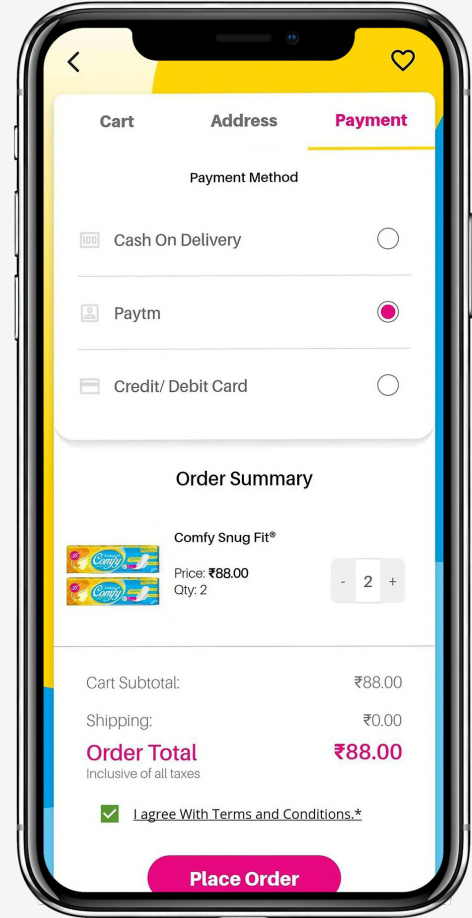 Cart Address Payment
Payment Method
Cash On Delivery
Paytm
Credit/ Debit Card
Order Summary
Comfy Snug Fit®
Comfy
Comfy
Price: ₹88.00
Qty: 2
- 2 +
Cart Subtotal: ₹88.00
Shipping: ₹0.00
Order Total ₹88.00
Inclusive of all taxes
I agree With Terms and Conditions.*
Place Order